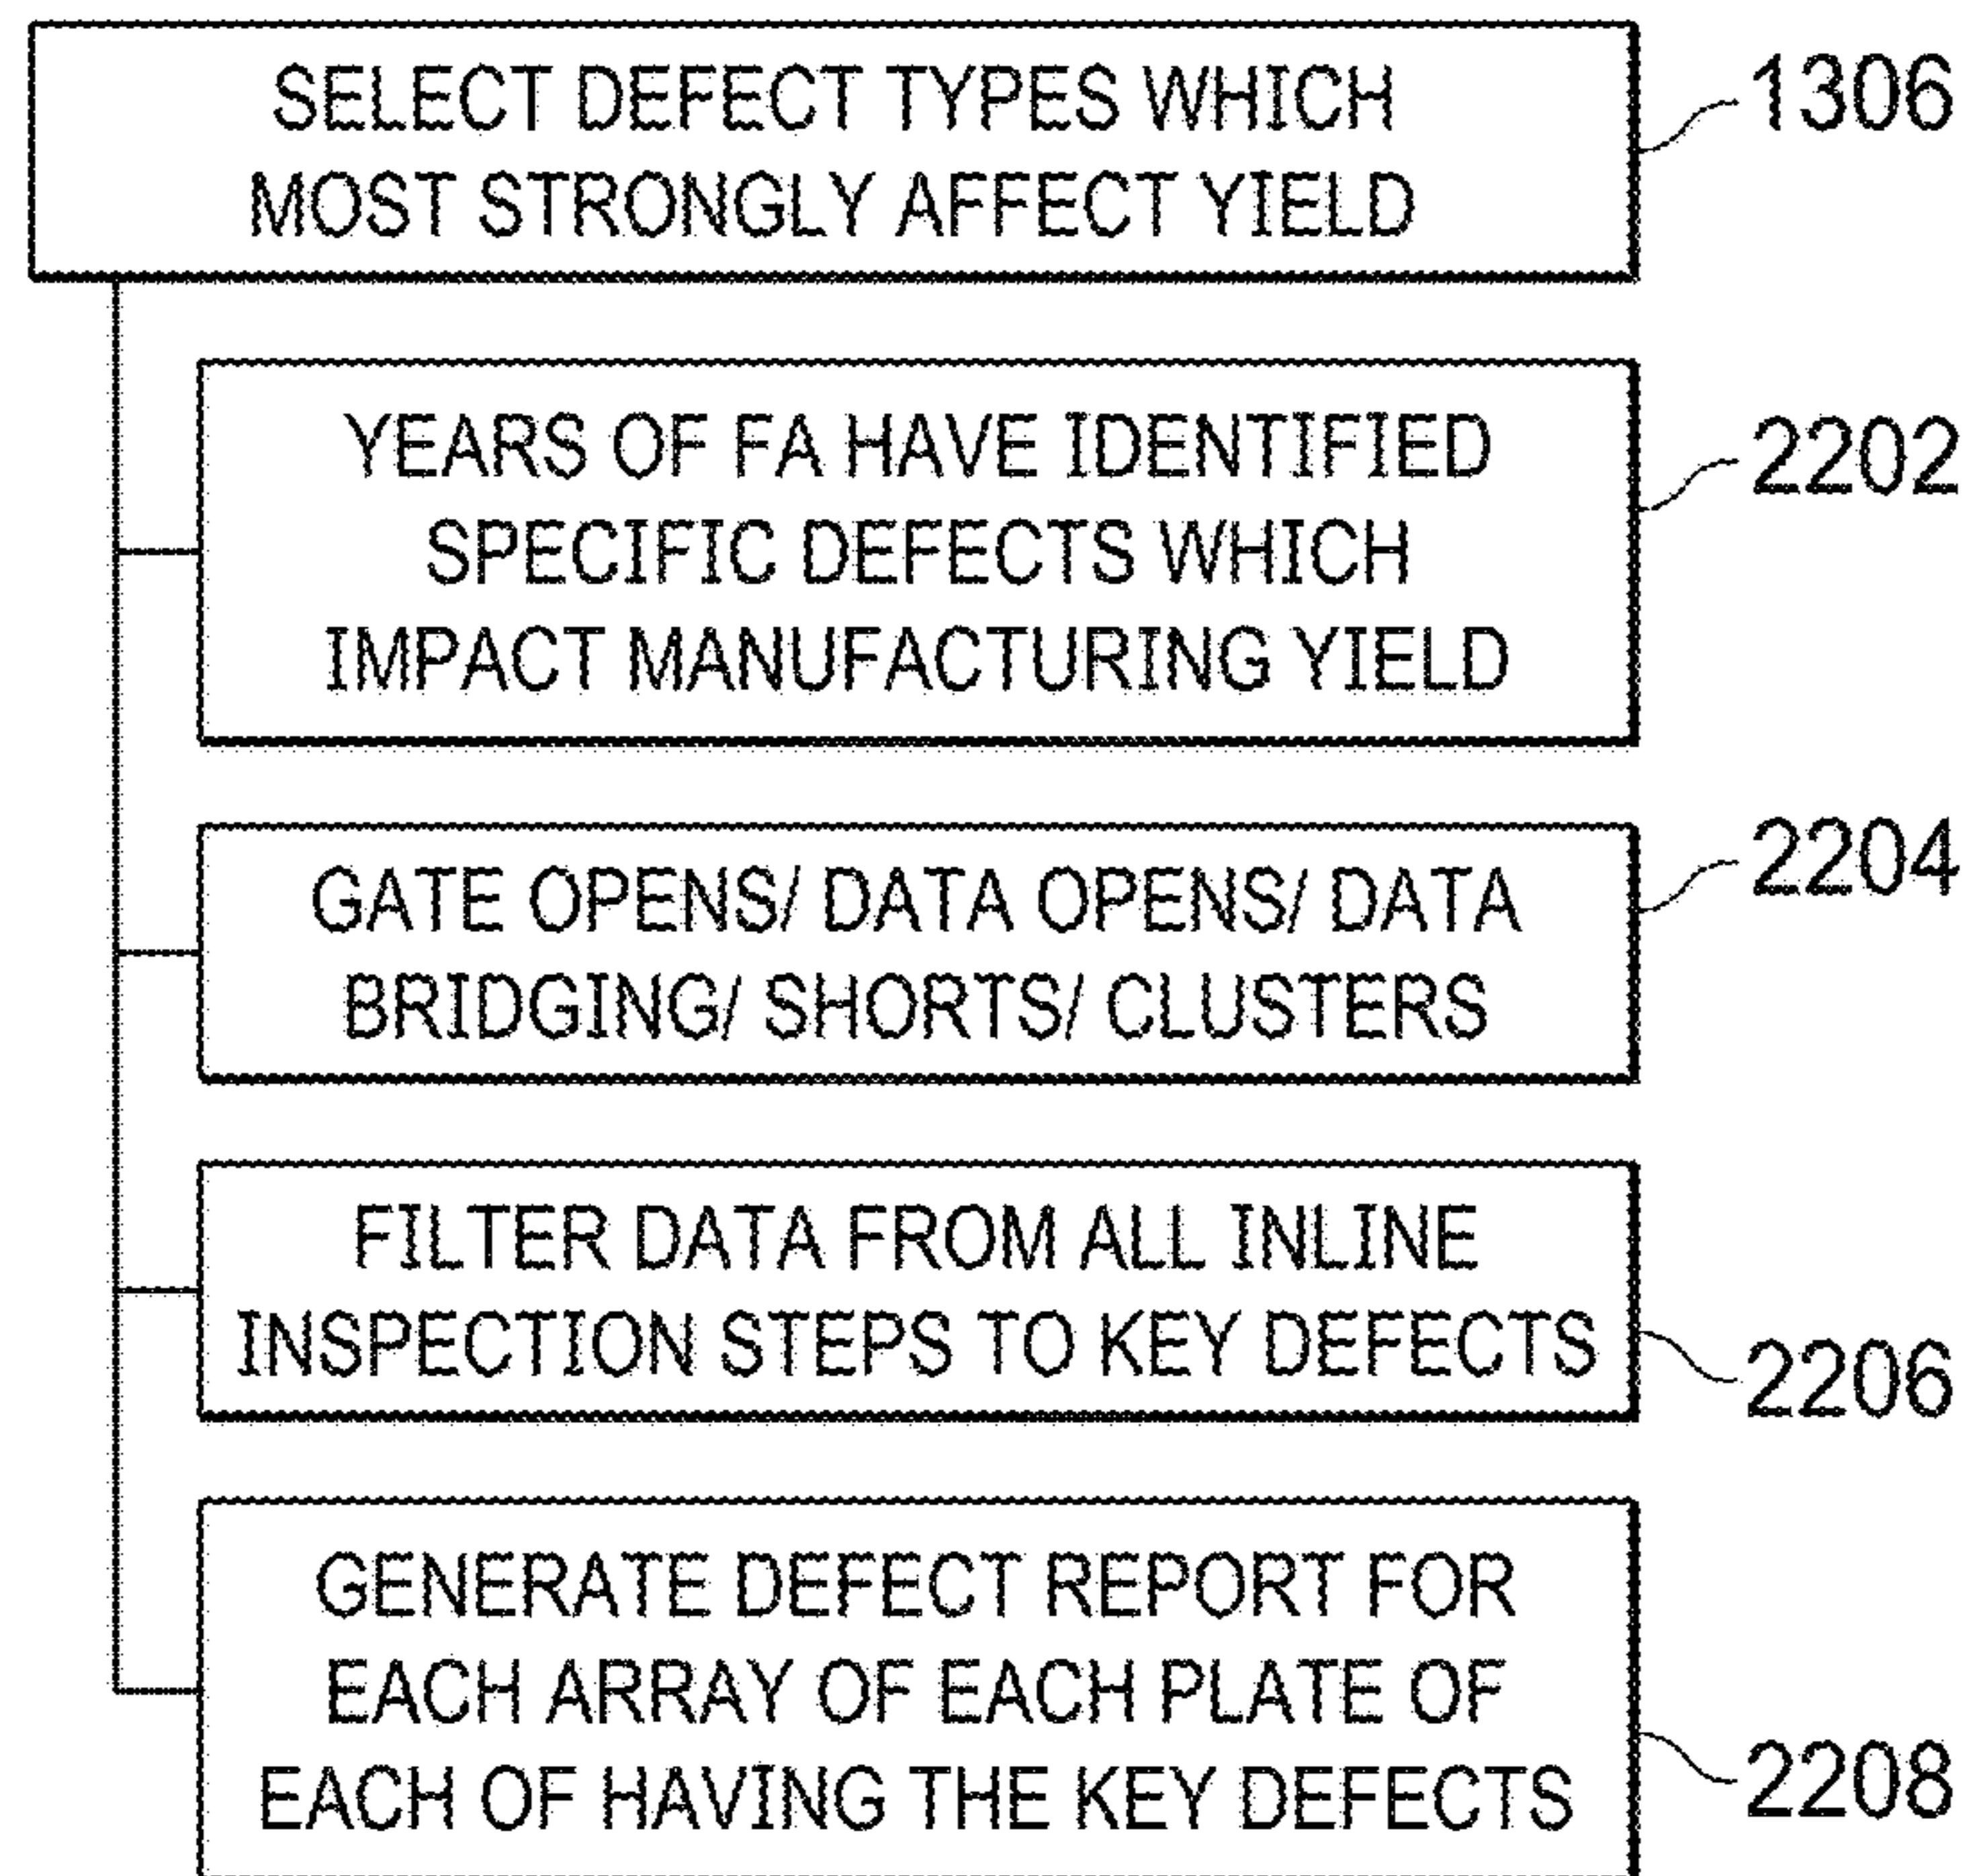 SELECT DEFECT TYPES WHICH
MOST STRONGLY AFFECT YIELD
1306
YEARS OF FA HAVE IDENTIFIED
SPECIFIC DEFECTS WHICH
IMPACT MANUFACTURING YIELD
2202
GATE OPENS/ DATA OPENS/ DATA
BRIDGING/ SHORTS/ CLUSTERS
2204
FILTER DATA FROM ALL INLINE
INSPECTION STEPS TO KEY DEFECTS
2206
GENERATE DEFECT REPORT FOR
EACH ARRAY OF EACH PLATE OF
EACH OF HAVING THE KEY DEFECTS
2208